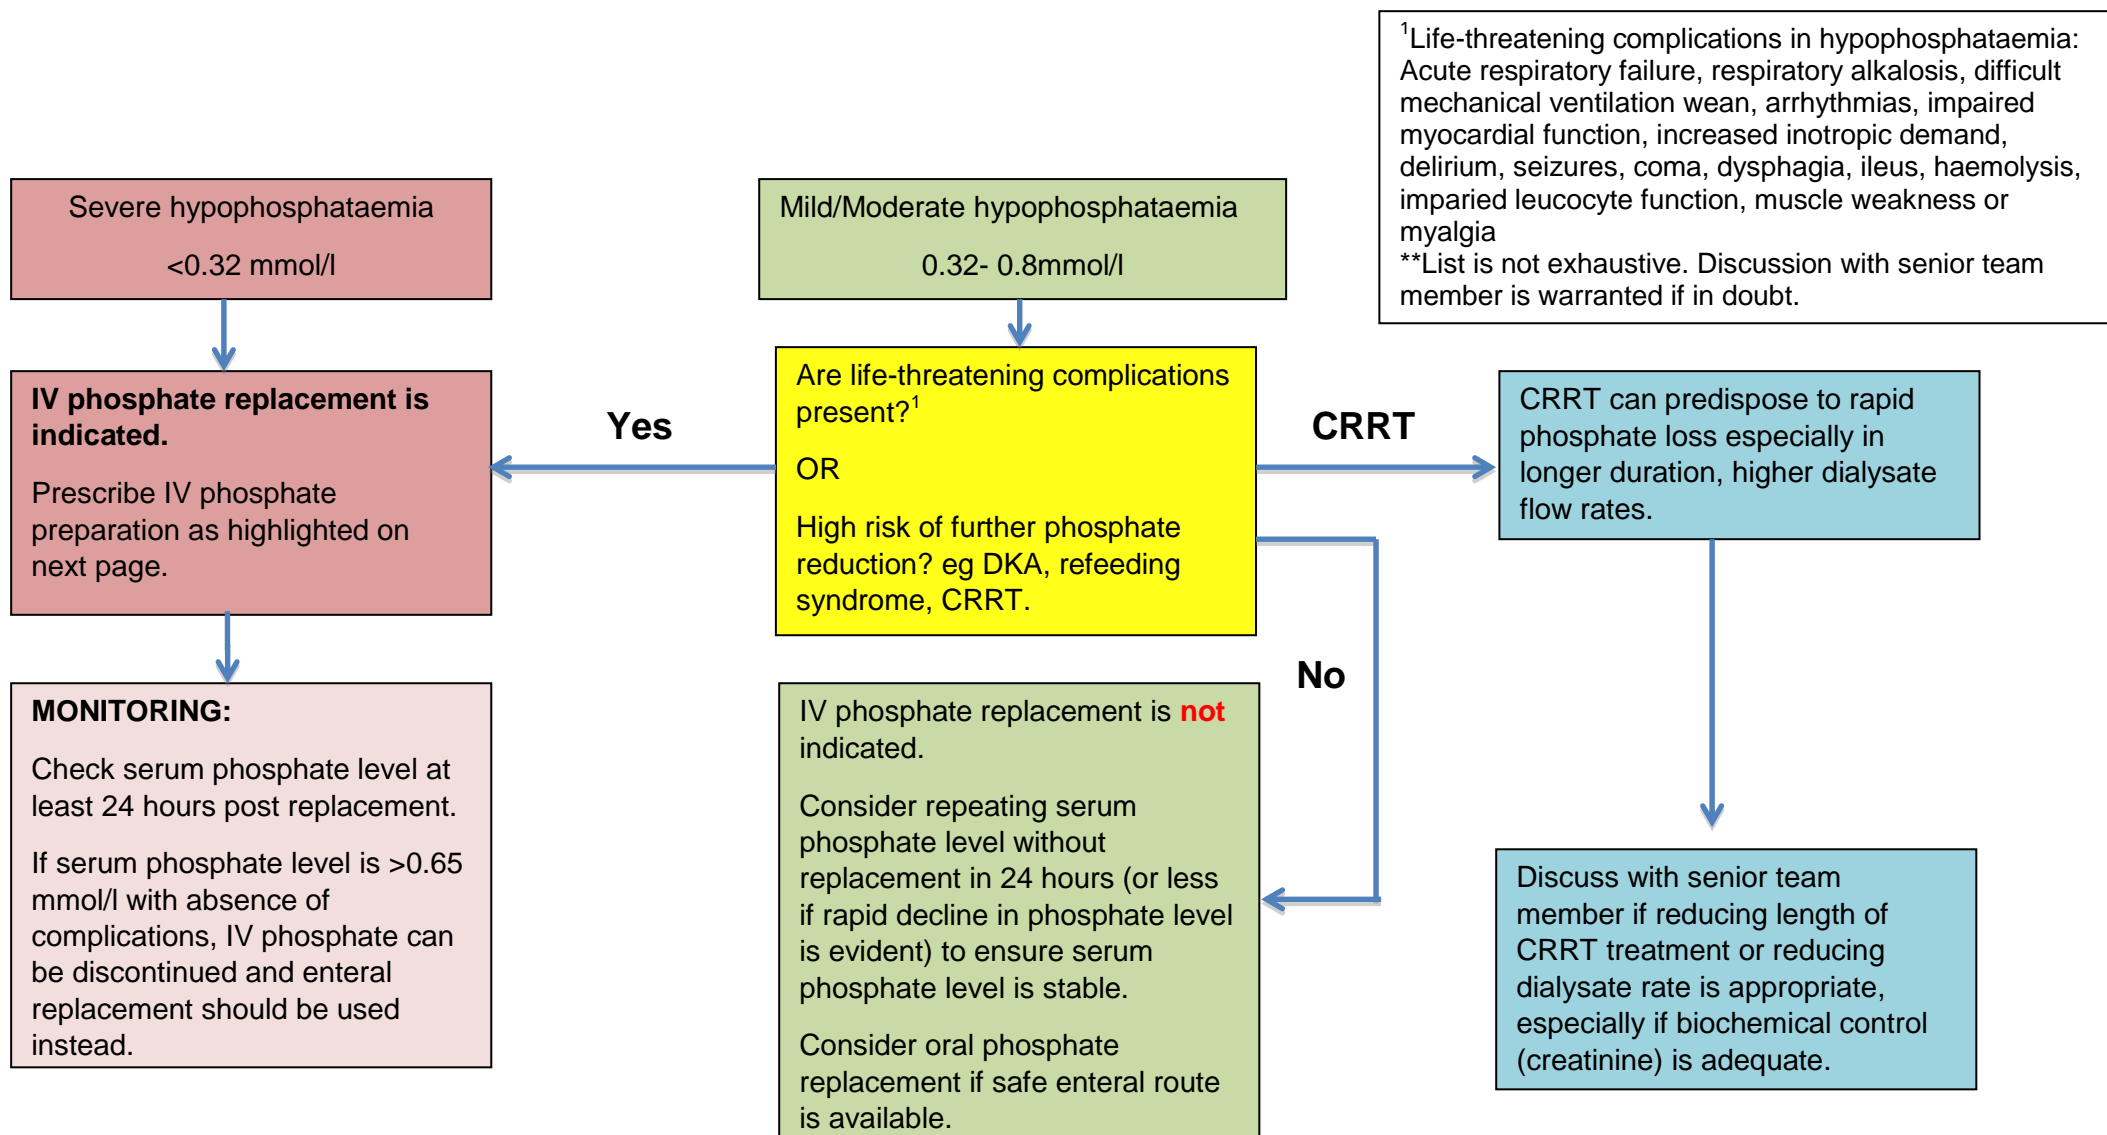 ¹Life-threatening complications in hypophosphataemia:
Acute respiratory failure, respiratory alkalosis, difficult
mechanical ventilation wean, arrhythmias, impaired
myocardial function, increased inotropic demand,
delirium, seizures, coma, dysphagia, ileus, haemolysis,
imparied leucocyte function, muscle weakness or
myalgia
**List is not exhaustive. Discussion with senior team
member is warranted if in doubt.
Severe hypophosphataemia
<0.32 mmol/l
Mild/Moderate hypophosphataemia
0.32- 0.8mmol/l
IV phosphate replacement is
indicated.
Prescribe IV phosphate
preparation as highlighted on
next page.
Yes
Are life-threatening complications
present?¹
OR
High risk of further phosphate
reduction? eg DKA, refeeding
syndrome, CRRT.
CRRT
CRRT can predispose to rapid
phosphate loss especially in
longer duration, higher dialysate
flow rates.
No
MONITORING:
Check serum phosphate level at
least 24 hours post replacement.
If serum phosphate level is >0.65
mmol/l with absence of
complications, IV phosphate can
be discontinued and enteral
replacement should be used
instead.
IV phosphate replacement is not
indicated.
Consider repeating serum
phosphate level without
replacement in 24 hours (or less
if rapid decline in phosphate level
is evident) to ensure serum
phosphate level is stable.
Consider oral phosphate
replacement if safe enteral route
is available.
Discuss with senior team
member if reducing length of
CRRT treatment or reducing
dialysate rate is appropriate,
especially if biochemical control
(creatinine) is adequate.